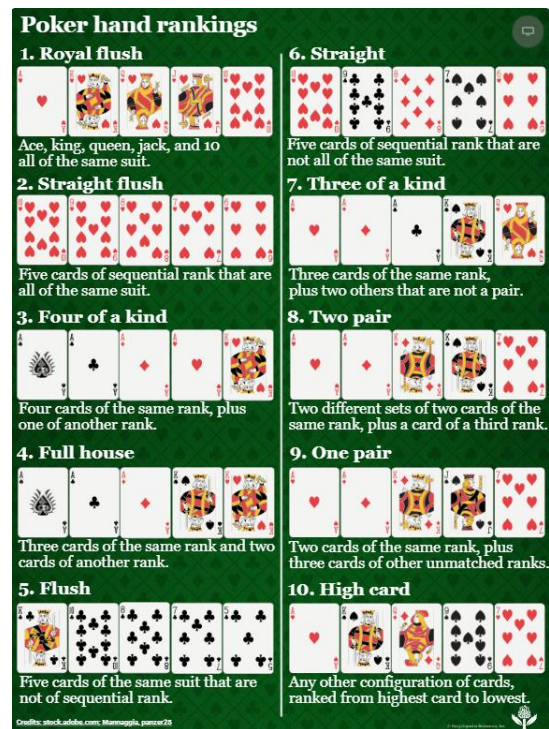 Poker hand rankings
1. Royal flush
Ace, king, queen, jack, and 10
all of the same suit.
2. Straight flush
Five cards of sequential rank that are
all of the same suit.
3. Four of a kind
Four cards of the same rank, plus
one of another rank.
4. Full house
Three cards of the same rank and two
cards of another rank.
5. Flush
Five cards of the same suit that are
not of sequential rank.
Credits: stock.adobe.com; Mannaggia, panzer25
6. Straight
Five cards of sequential rank that are
not all of the same suit.
7. Three of a kind
Three cards of the same rank,
plus two others that are not a pair.
8. Two pair
Two different sets of two cards of the
same rank, plus a card of a third rank.
9. One pair
Two cards of the same rank, plus
three cards of other unmatched ranks.
10. High card
Any other configuration of cards,
ranked from highest card to lowest.
© Encyclopædia Britannica, Inc.